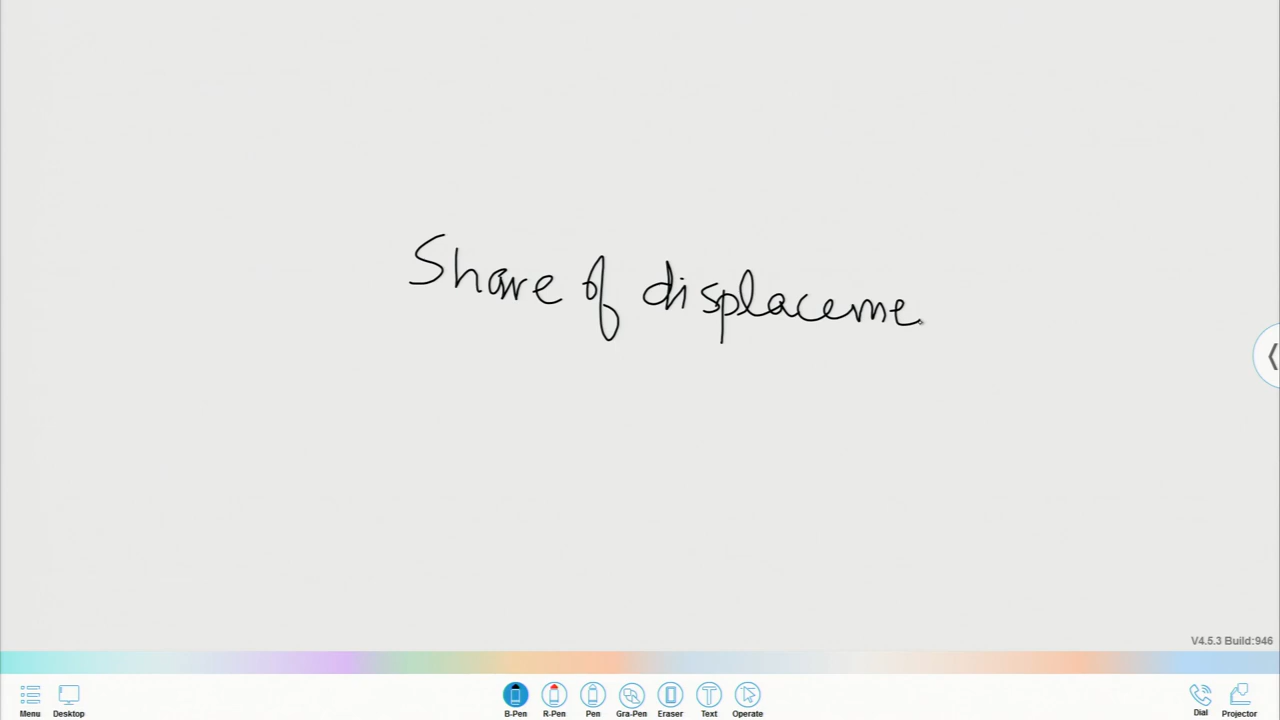 Share of displaceme
V4.5.3 Build:946
Menu Desktop B-Pen R-Pen Pen Gra-Pen Eraser Text Operate Dial Projector